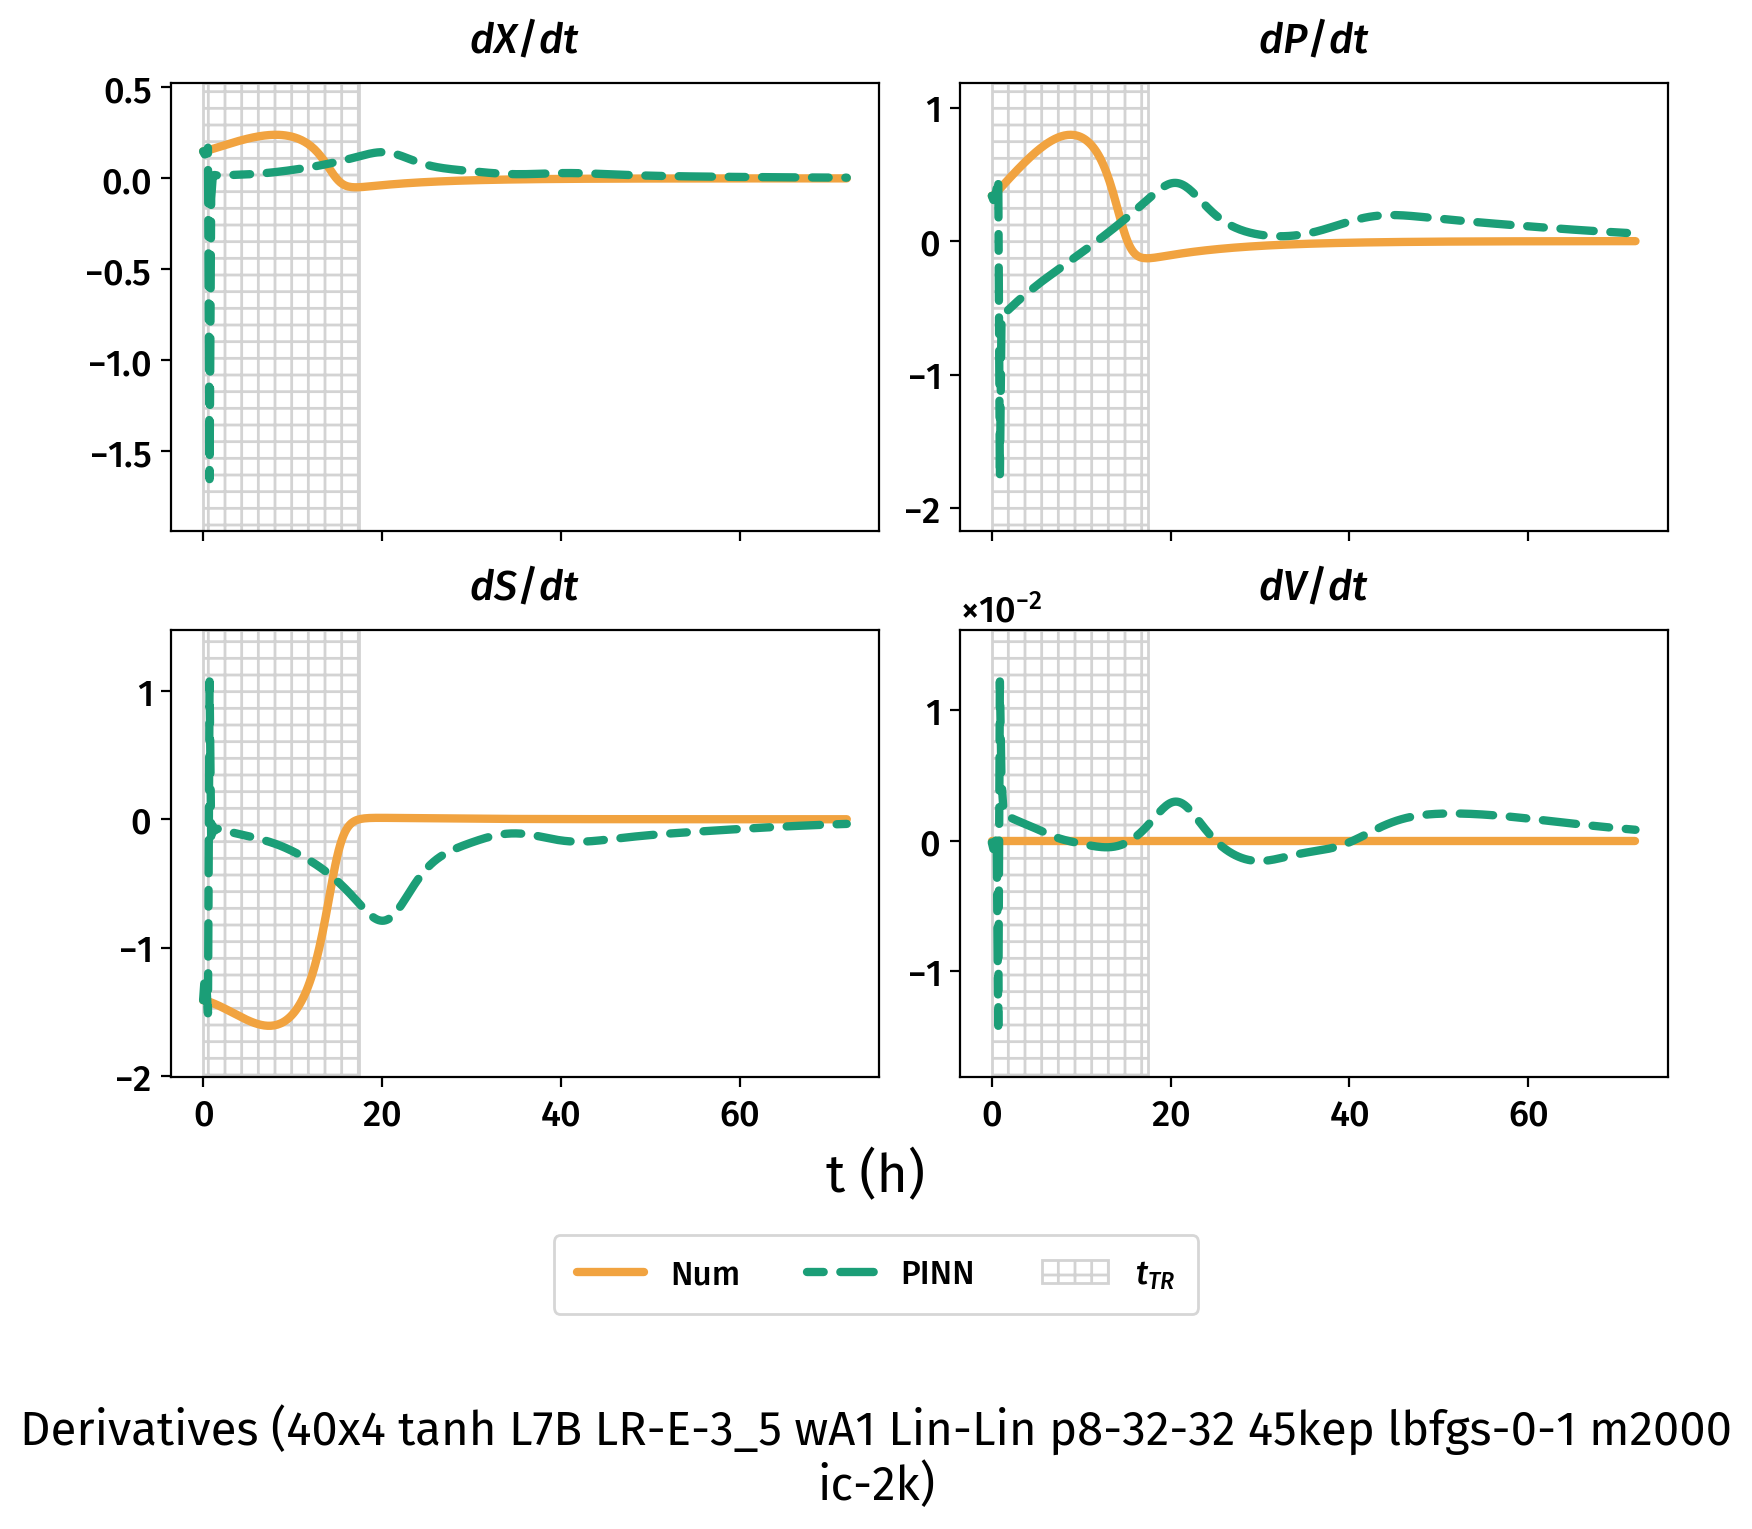 dX/dt
dP/dt
0.5
0.0
−0.5
−1.0
−1.5
1
0
−1
−2
dS/dt
dV/dt
×10⁻²
1
0
−1
−2
1
0
−1
0 20 40 60
0 20 40 60
t (h)
Num PINN t_TR
Derivatives (40x4 tanh L7B LR-E-3_5 wA1 Lin-Lin p8-32-32 45kep lbfgs-0-1 m2000
ic-2k)